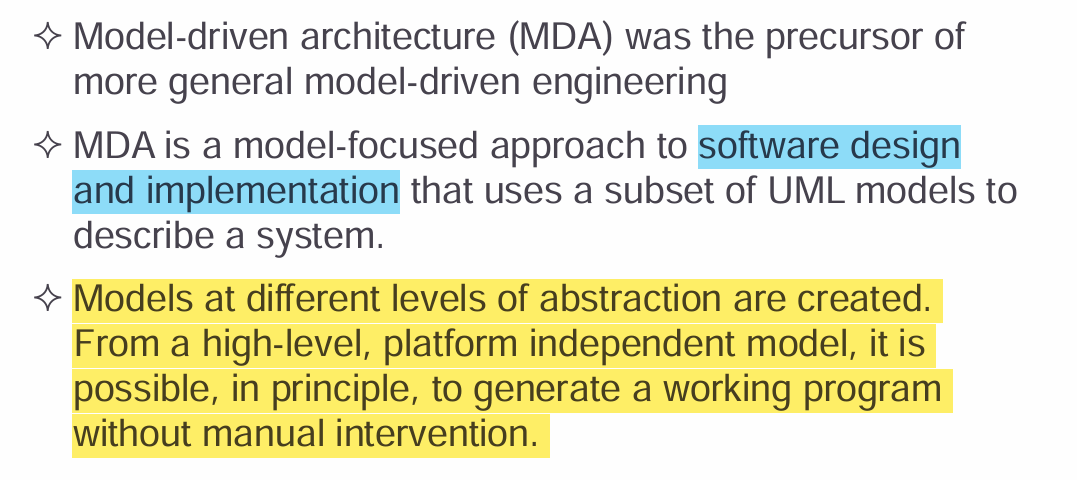 ✧ Model-driven architecture (MDA) was the precursor of
more general model-driven engineering
✧ MDA is a model-focused approach to software design
and implementation that uses a subset of UML models to
describe a system.
✧ Models at different levels of abstraction are created.
From a high-level, platform independent model, it is
possible, in principle, to generate a working program
without manual intervention.